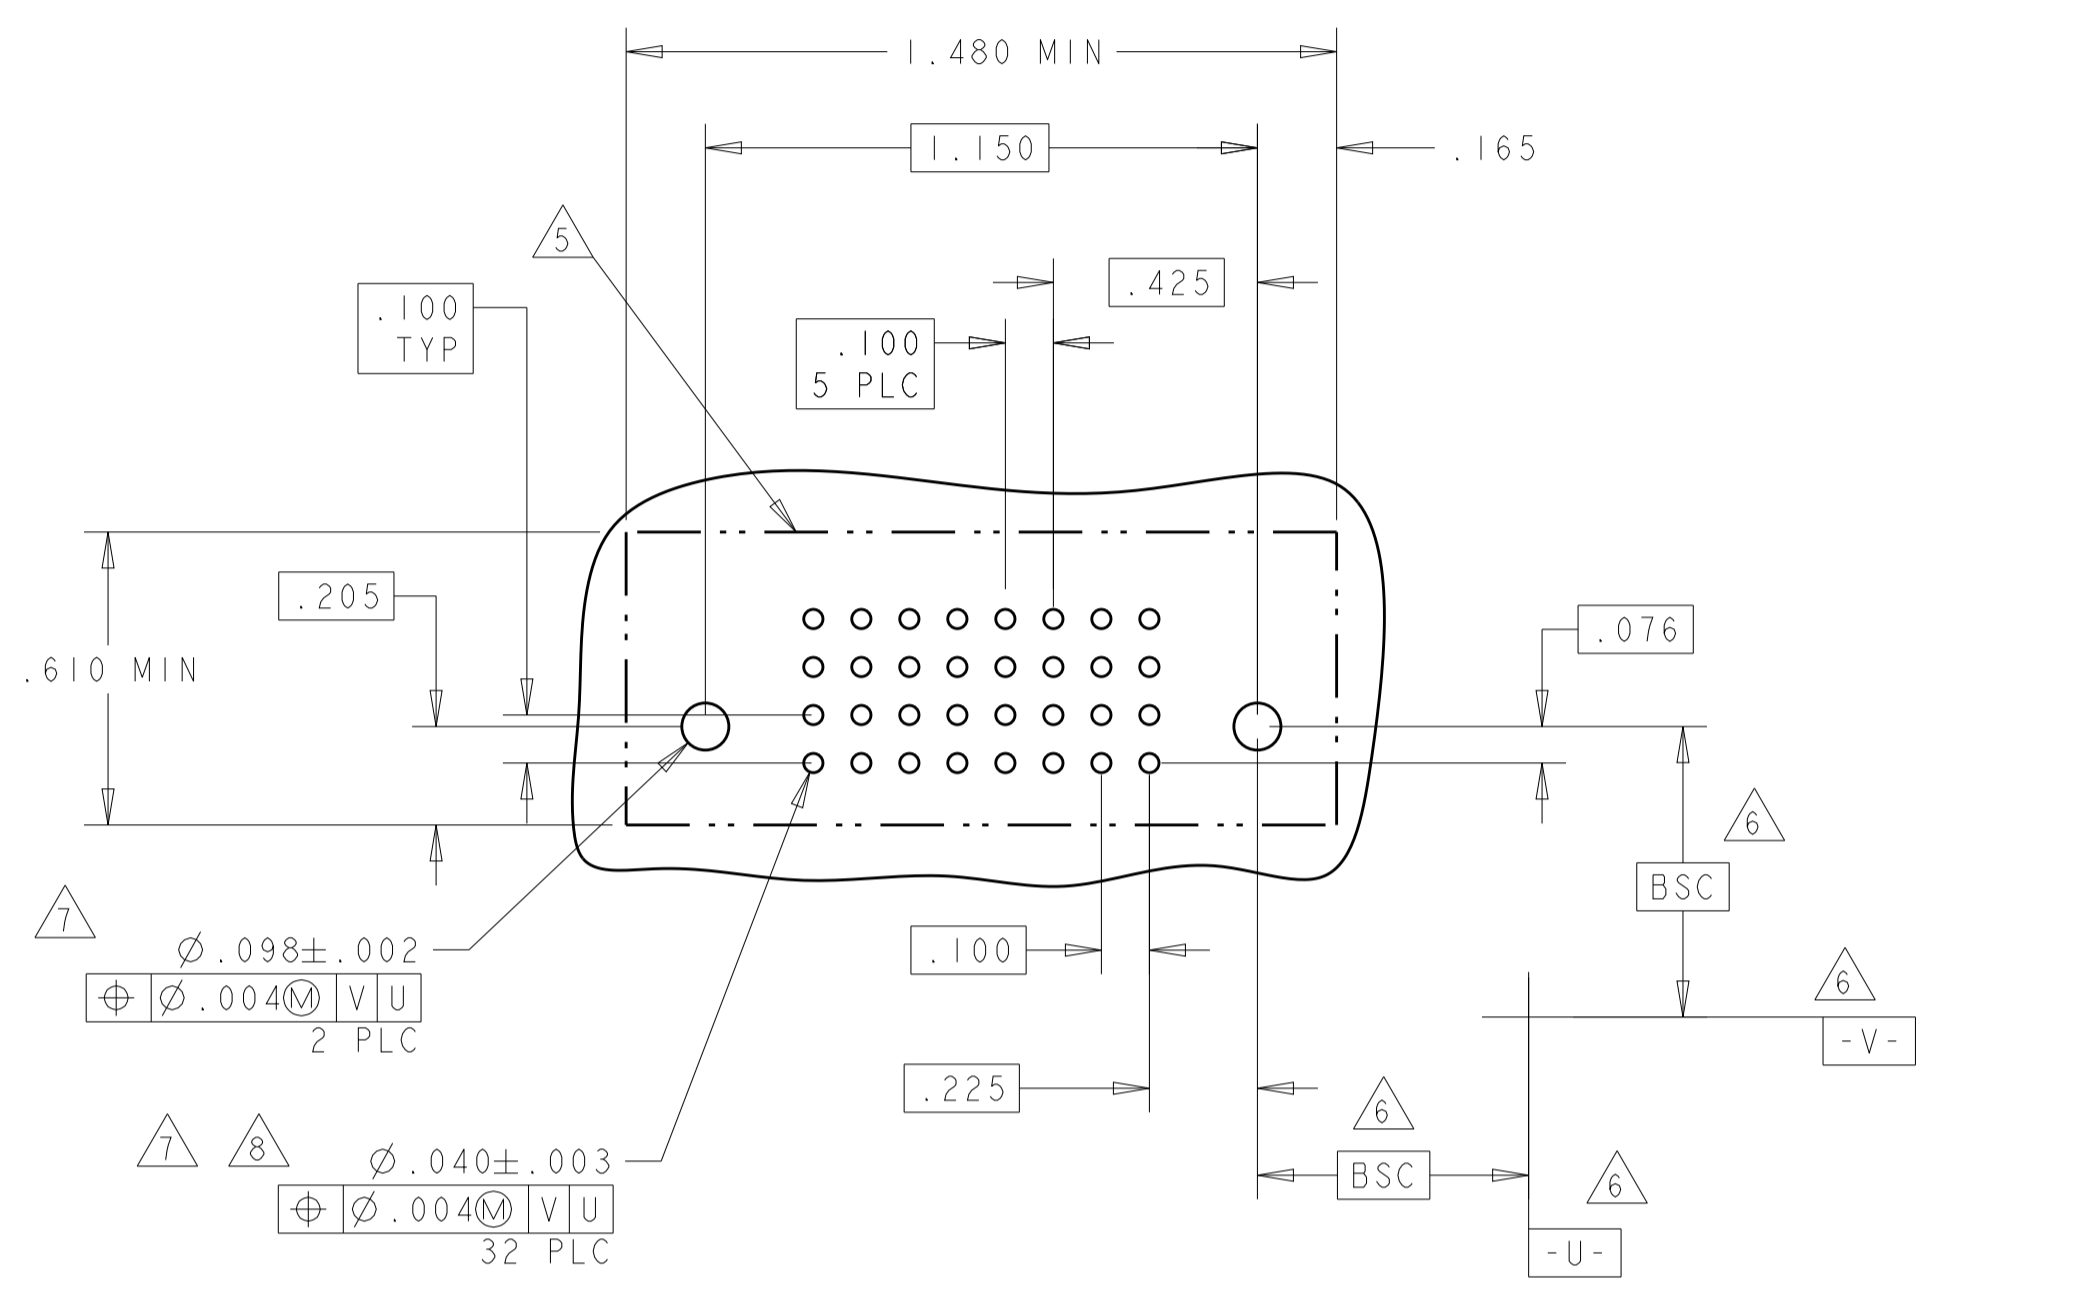 1.480 MIN
1.150
.165
5
.425
.100
TYP
.100
5 PLC
.205
.076
.610 MIN
6
BSC
7
.100
Ø.098±.002
⌖ Ø.004Ⓜ V U
2 PLC
6
-V-
.225
6
7 8
Ø.040±.003
BSC
6
⌖ Ø.004Ⓜ V U
32 PLC
-U-